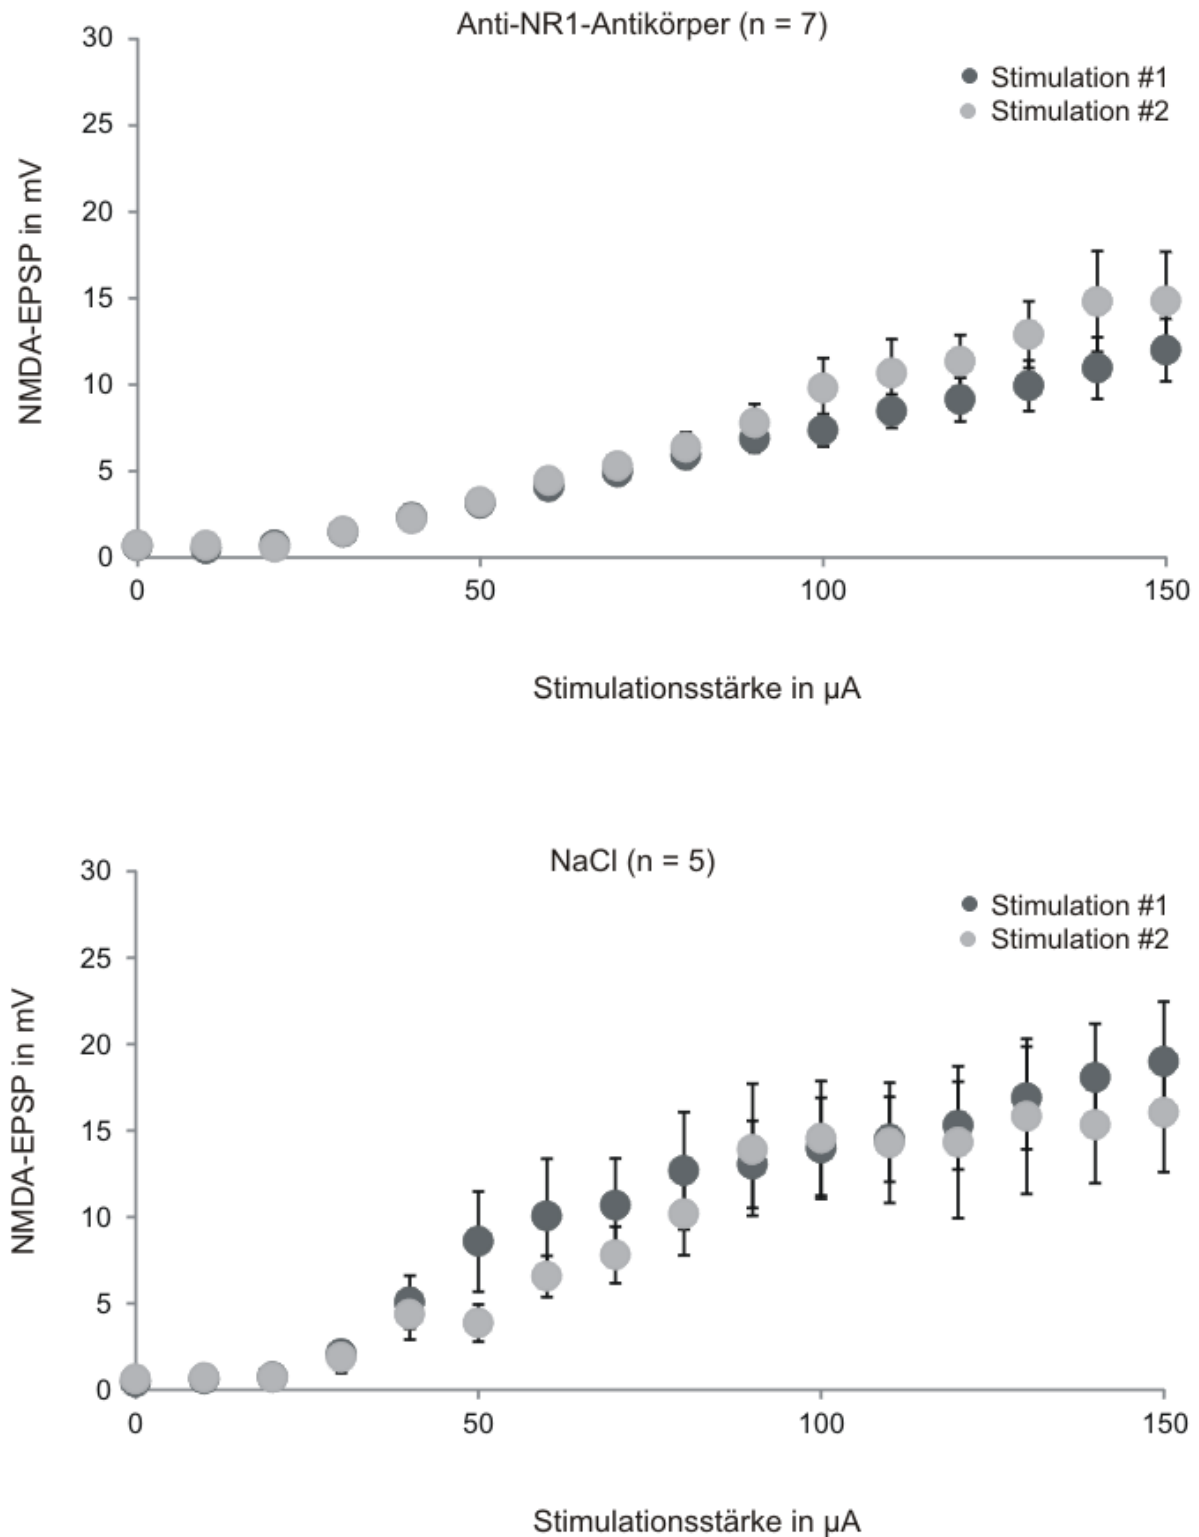 Anti-NR1-Antikörper (n = 7)
30
Stimulation #1
Stimulation #2
25
20
15
10
5
0
NMDA-EPSP in mV
0 50 100 150
Stimulationsstärke in µA
NaCl (n = 5)
30
Stimulation #1
Stimulation #2
25
20
15
10
5
0
NMDA-EPSP in mV
0 50 100 150
Stimulationsstärke in µA